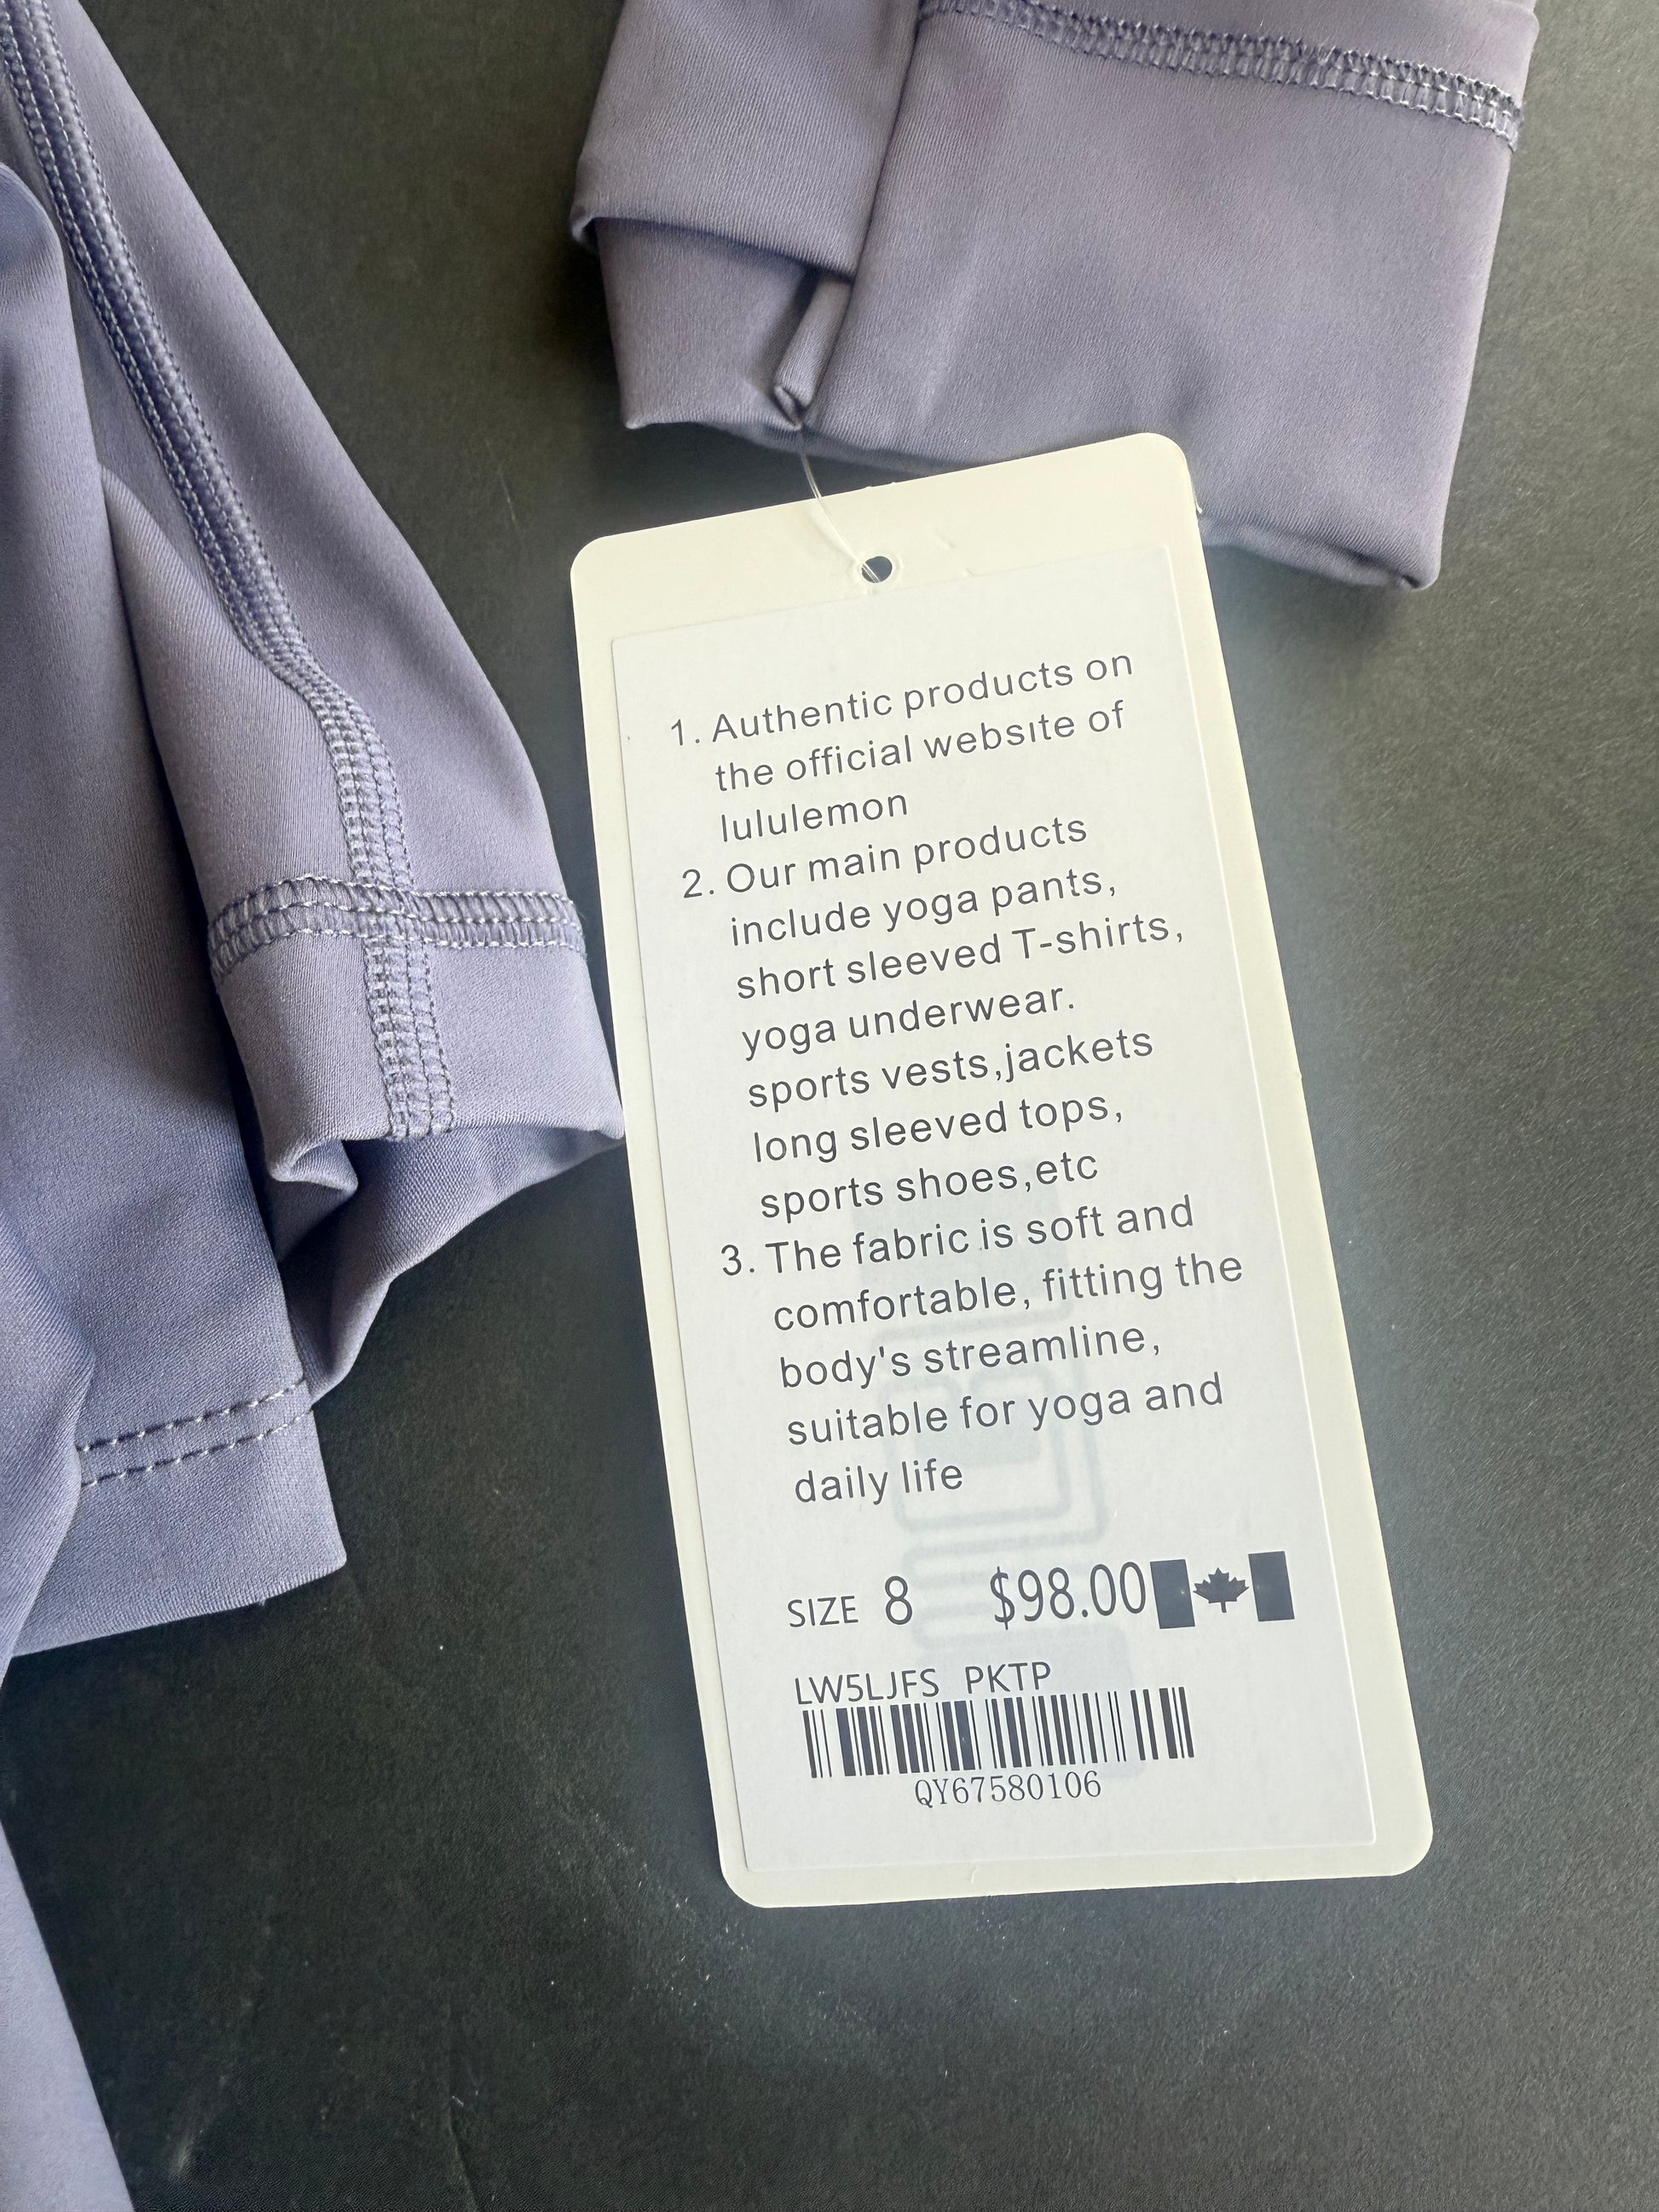 1. Authentic products on
the official website of
lululemon
2. Our main products
include yoga pants,
short sleeved T-shirts,
yoga underwear.
sports vests,jackets
long sleeved tops,
sports shoes,etc
3. The fabric is soft and
comfortable, fitting the
body's streamline,
suitable for yoga and
daily life
SIZE 8 $98.00
LW5LJFS PKTP
QY67580106